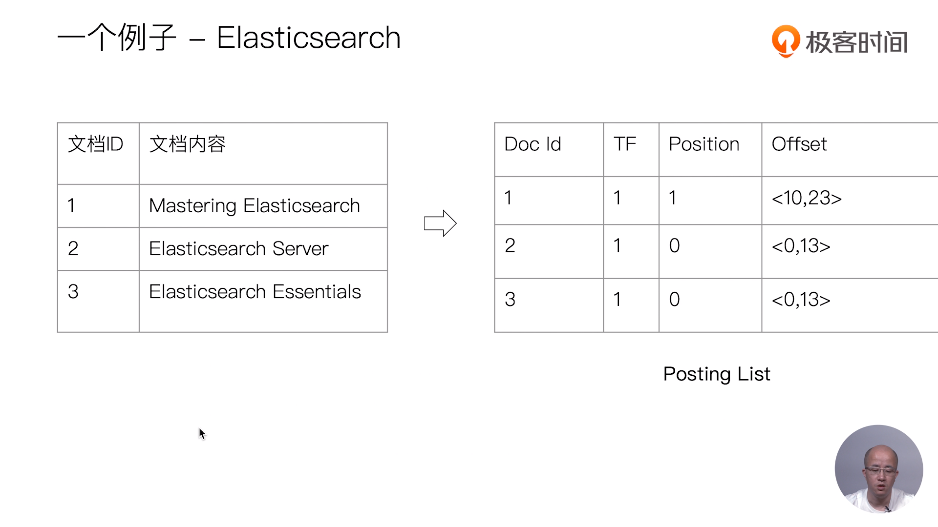 一个例子 – Elasticsearch
极客时间
文档ID 文档内容
1 Mastering Elasticsearch
2 Elasticsearch Server
3 Elasticsearch Essentials
Doc Id TF Position Offset
1 1 1 <10,23>
2 1 0 <0,13>
3 1 0 <0,13>
Posting List